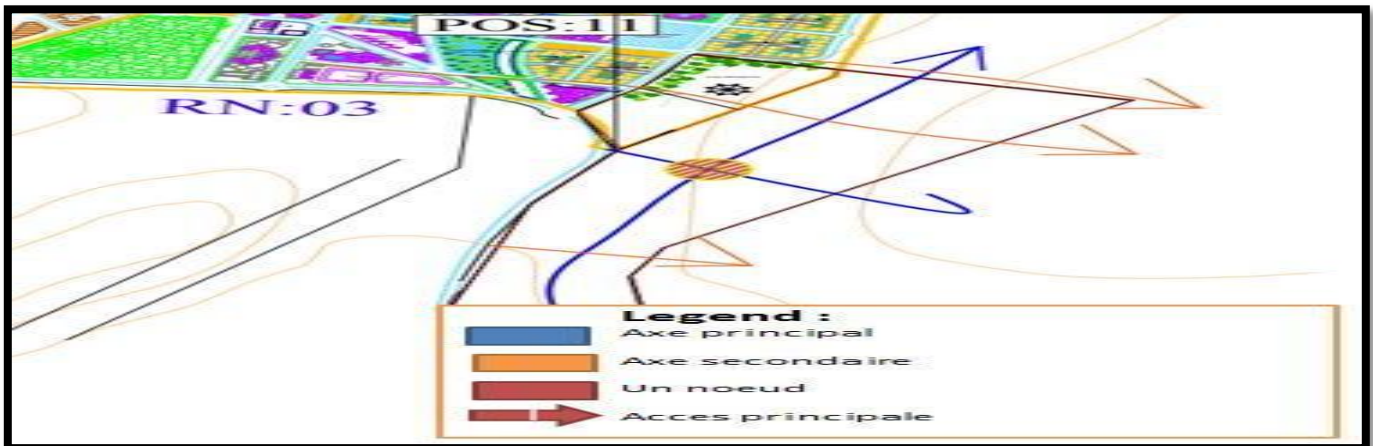 POS:11
RN:03
Legend :
Axe principal
Axe secondaire
Un noeud
Acces principale